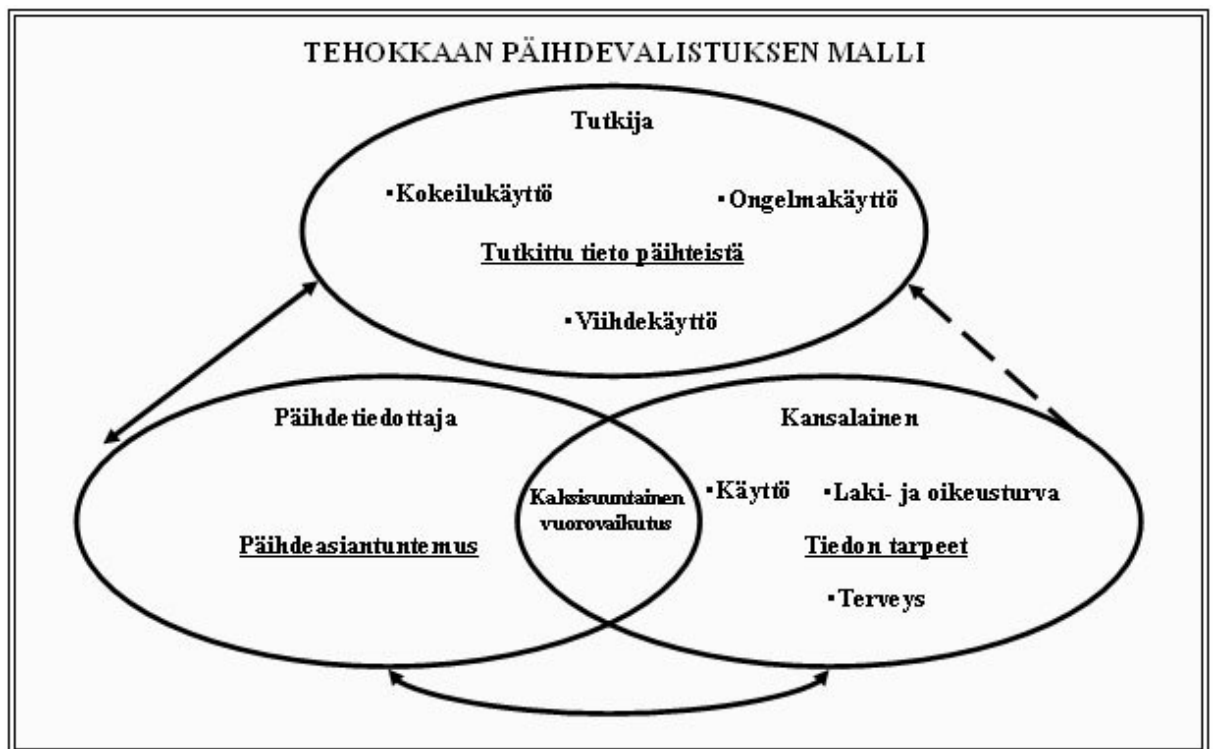 TEHOKKAAN PÄIHDEVALISTUKSEN MALLI
Tutkija
▪Kokeilukäyttö
▪Ongelmakäyttö
Tutkittu tieto päihteistä
▪Viihdekäyttö
Päihdetiedottaja
Päihdeasiantuntemus
Kaksisuuntainen
vuorovaikutus
Kansalainen
▪Käyttö
▪Laki- ja oikeusturva
Tiedon tarpeet
▪Terveys